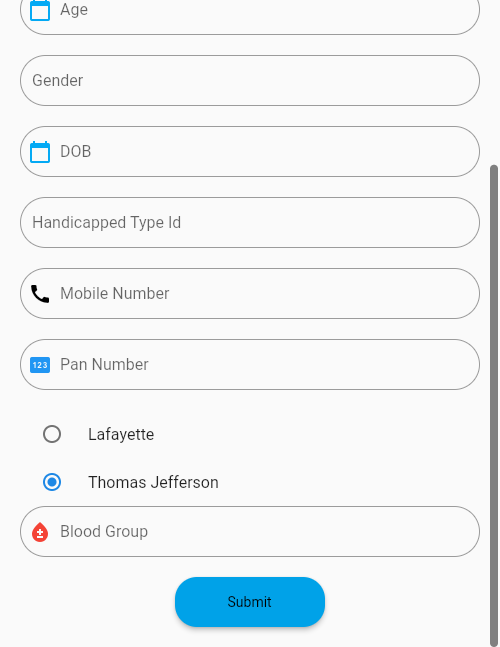 Age
Gender
DOB
Handicapped Type Id
Mobile Number
123 Pan Number
Lafayette
Thomas Jefferson
Blood Group
Submit